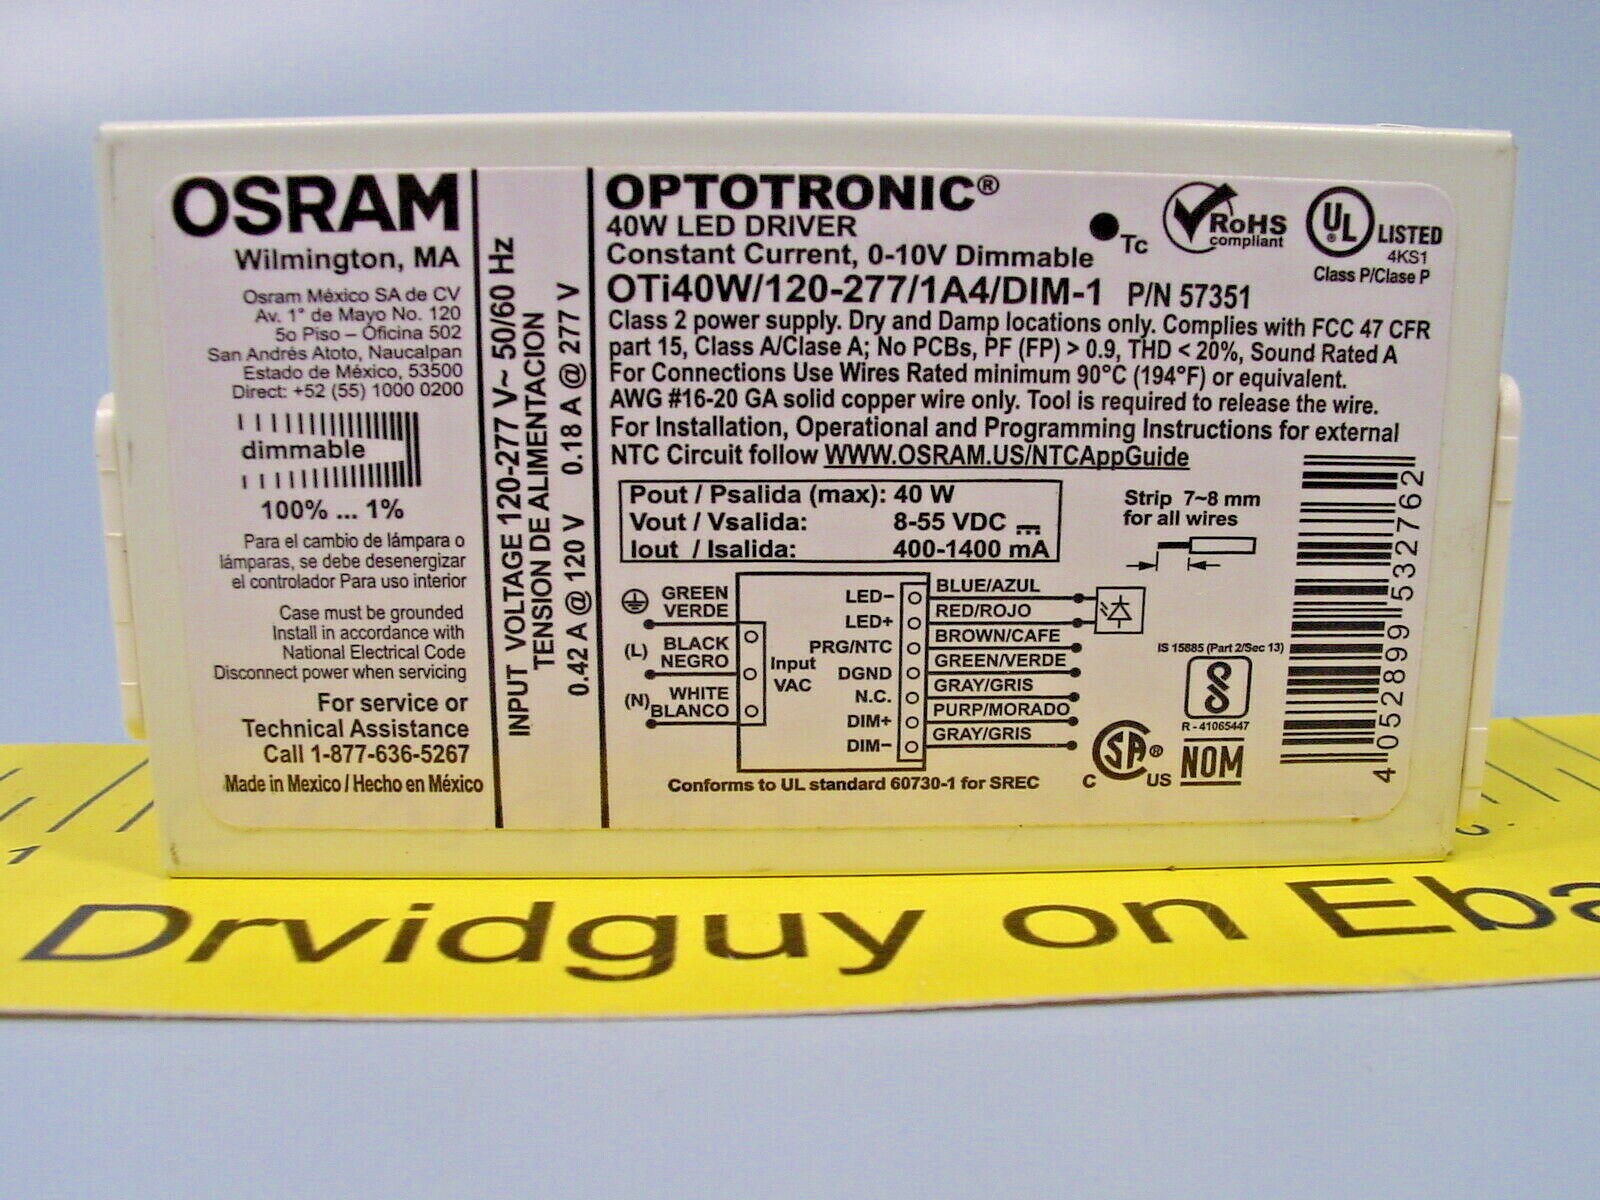 OSRAM
Wilmington, MA
Osram México SA de CV
Av. 1° de Mayo No. 120
5o Piso – Oficina 502
San Andrés Atoto, Naucalpan
Estado de México, 53500
Direct: +52 (55) 1000 0200
dimmable
100% ... 1%
Para el cambio de lámpara o
lámparas, se debe desenergizar
el controlador Para uso interior
Case must be grounded
Install in accordance with
National Electrical Code
Disconnect power when servicing
For service or
Technical Assistance
Call 1-877-636-5267
Made in Mexico / Hecho en México
INPUT VOLTAGE 120-277 V~ 50/60 Hz
TENSION DE ALIMENTACION
0.42 A @ 120 V 0.18 A @ 277 V
OPTOTRONIC®
40W LED DRIVER
Constant Current, 0-10V Dimmable
OTi40W/120-277/1A4/DIM-1 P/N 57351
Tc
RoHS
compliant
UL
LISTED
4KS1
Class P/Clase P
Class 2 power supply. Dry and Damp locations only. Complies with FCC 47 CFR
part 15, Class A/Clase A; No PCBs, PF (FP) > 0.9, THD < 20%, Sound Rated A
For Connections Use Wires Rated minimum 90°C (194°F) or equivalent.
AWG #16-20 GA solid copper wire only. Tool is required to release the wire.
For Installation, Operational and Programming Instructions for external
NTC Circuit follow WWW.OSRAM.US/NTCAppGuide
Pout / Psalida (max): 40 W
Vout / Vsalida: 8-55 VDC
Iout / Isalida: 400-1400 mA
Strip 7~8 mm
for all wires
GREEN
VERDE
(L) BLACK
NEGRO
(N) WHITE
BLANCO
Input
VAC
LED– BLUE/AZUL
LED+ RED/ROJO
PRG/NTC BROWN/CAFE
DGND GREEN/VERDE
N.C. GRAY/GRIS
DIM+ PURP/MORADO
DIM– GRAY/GRIS
Conforms to UL standard 60730-1 for SREC
IS 15885 (Part 2/Sec 13)
R - 41065447
C SA® US
NOM
4 052899 532762
1
Drvidguy on Eba